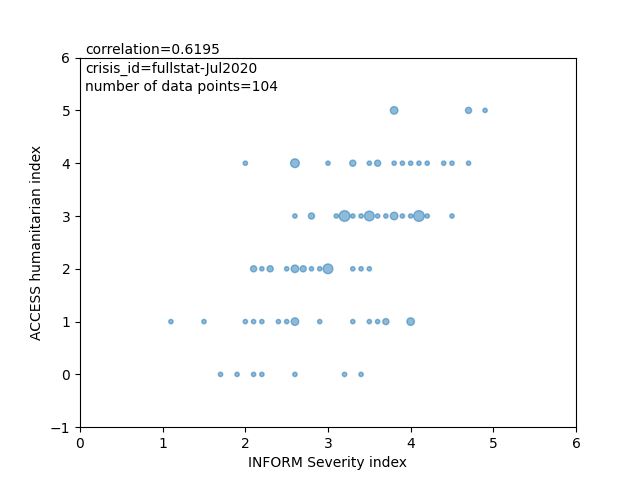 correlation=0.6195
crisis_id=fullstat-Jul2020
number of data points=104
6
5
4
3
2
1
0
−1
ACCESS humanitarian index
0 1 2 3 4 5 6
INFORM Severity index